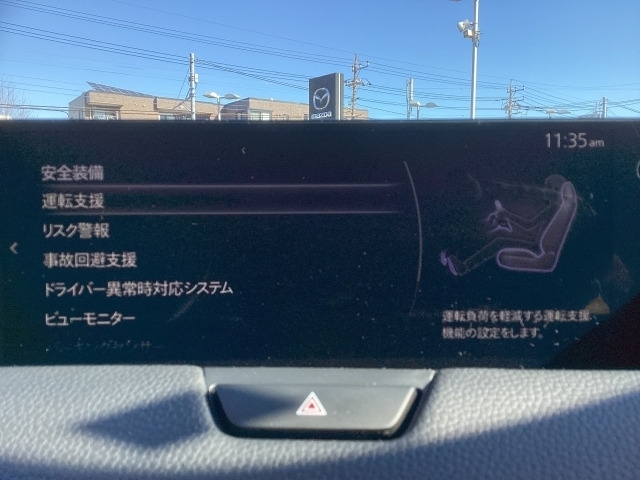 11:35am
安全装備
運転支援
リスク警報
事故回避支援
ドライバー異常時対応システム
ビューモニター
運転負荷を軽減する運転支援
機能の設定をします。